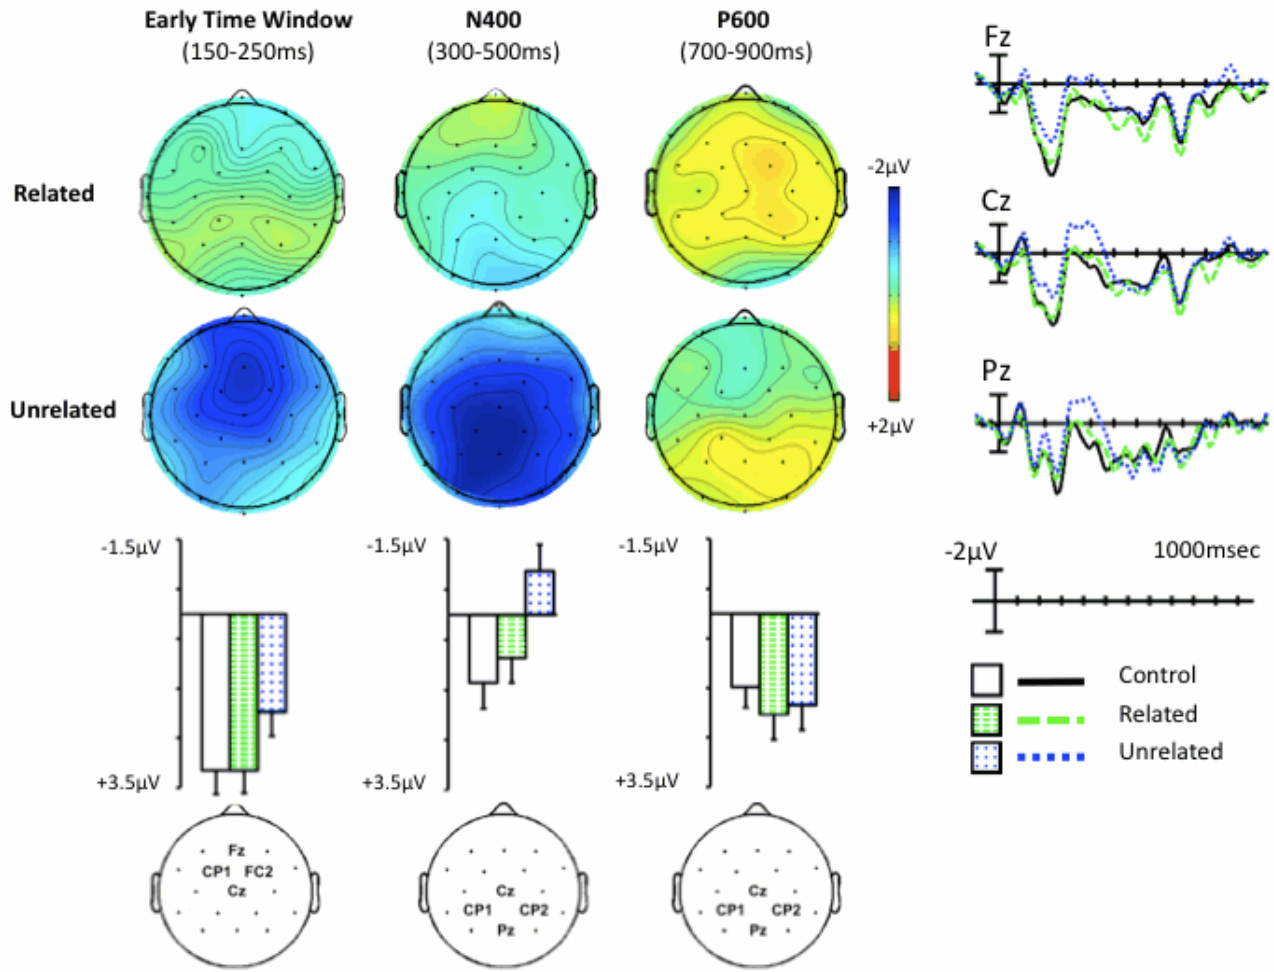 Early Time Window
(150-250ms)
N400
(300-500ms)
P600
(700-900ms)
Related
Unrelated
-2μV
+2μV
Fz
Cz
Pz
-1.5μV
+3.5μV
-1.5μV
+3.5μV
-1.5μV
+3.5μV
-2μV
1000msec
Control
Related
Unrelated
Fz
CP1 FC2
Cz
Cz
CP1 CP2
Pz
Cz
CP1 CP2
Pz